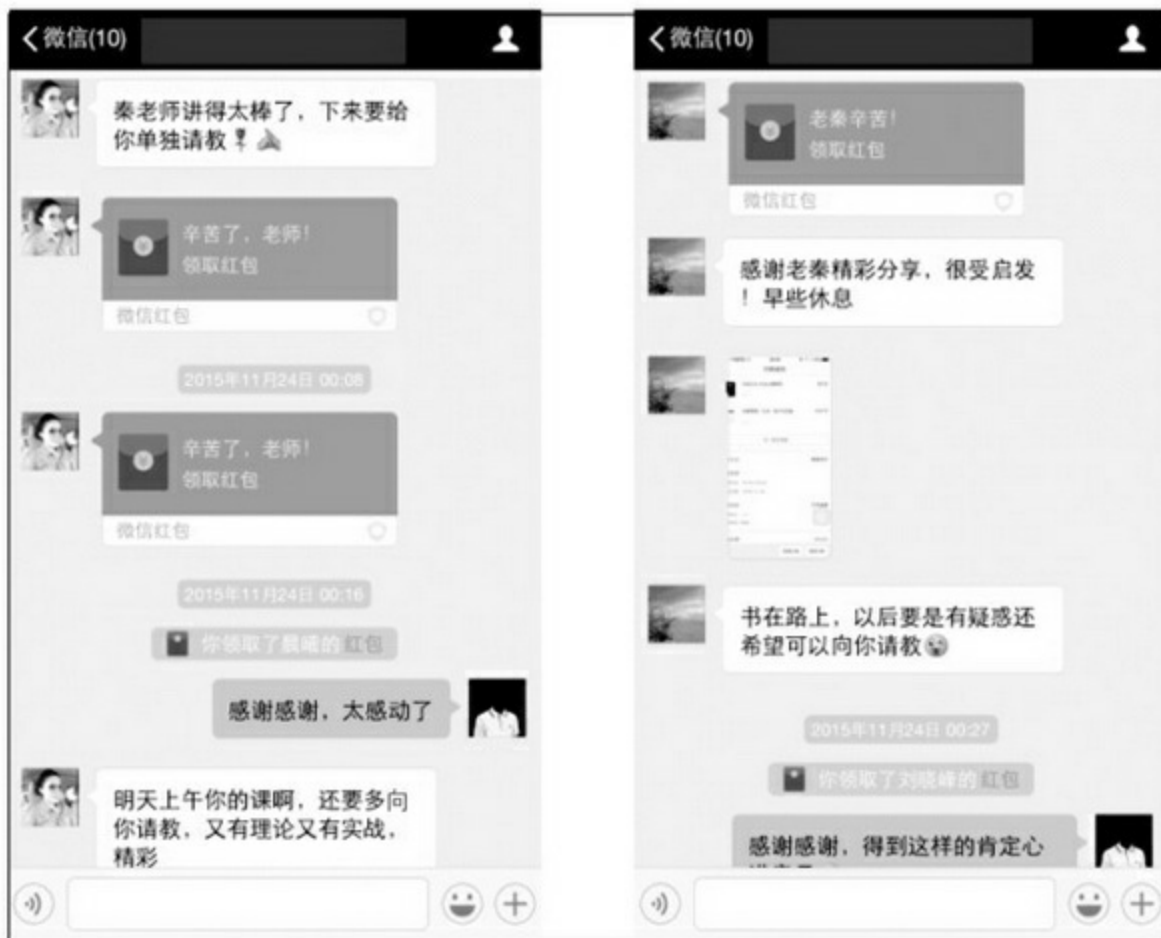 微信(10)
秦老师讲得太棒了，下来要给
你单独请教
辛苦了，老师！
领取红包
微信红包
2015年11月24日 00:08
辛苦了，老师！
领取红包
微信红包
2015年11月24日 00:16
你领取了晨曦的红包
感谢感谢，太感动了
明天上午你的课啊，还要多向
你请教，又有理论又有实战，
精彩
微信(10)
老秦辛苦！
领取红包
微信红包
感谢老秦精彩分享，很受启发
！早些休息
书在路上，以后要是有疑惑还
希望可以向你请教
2015年11月24日 00:27
你领取了刘晓峰的红包
感谢感谢，得到这样的肯定心